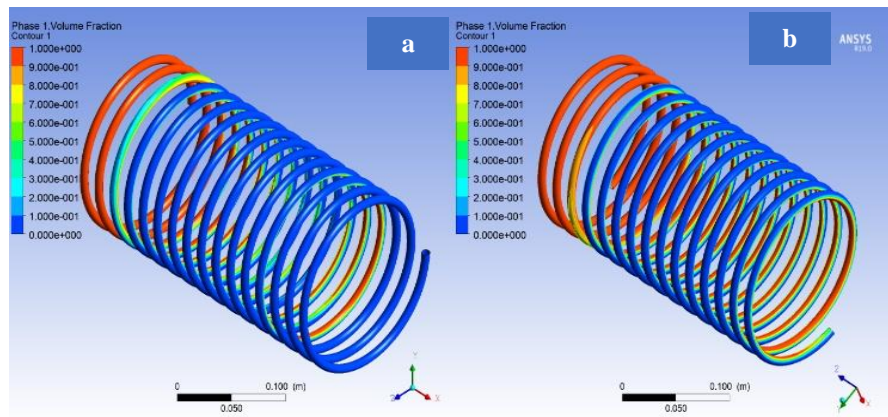 Phase 1.Volume Fraction
Contour 1
1.000e+000
9.000e-001
8.000e-001
7.000e-001
6.000e-001
5.000e-001
4.000e-001
3.000e-001
2.000e-001
1.000e-001
0.000e+000
a
0 0.100 (m)
0.050
Y
Z X
Phase 1.Volume Fraction
Contour 1
1.000e+000
9.000e-001
8.000e-001
7.000e-001
6.000e-001
5.000e-001
4.000e-001
3.000e-001
2.000e-001
1.000e-001
0.000e+000
b
ANSYS
R19.0
0 0.100 (m)
0.050
Z
Y X